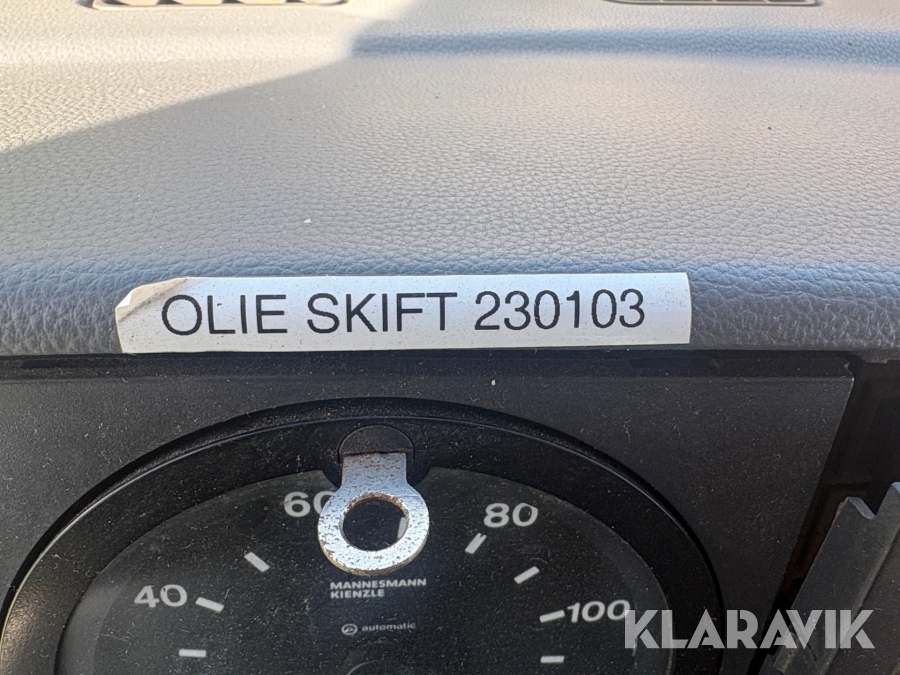 OLIE SKIFT 230103
60
80
MANNESMANN
KIENZLE
40
automatic
100
KLARAVIK